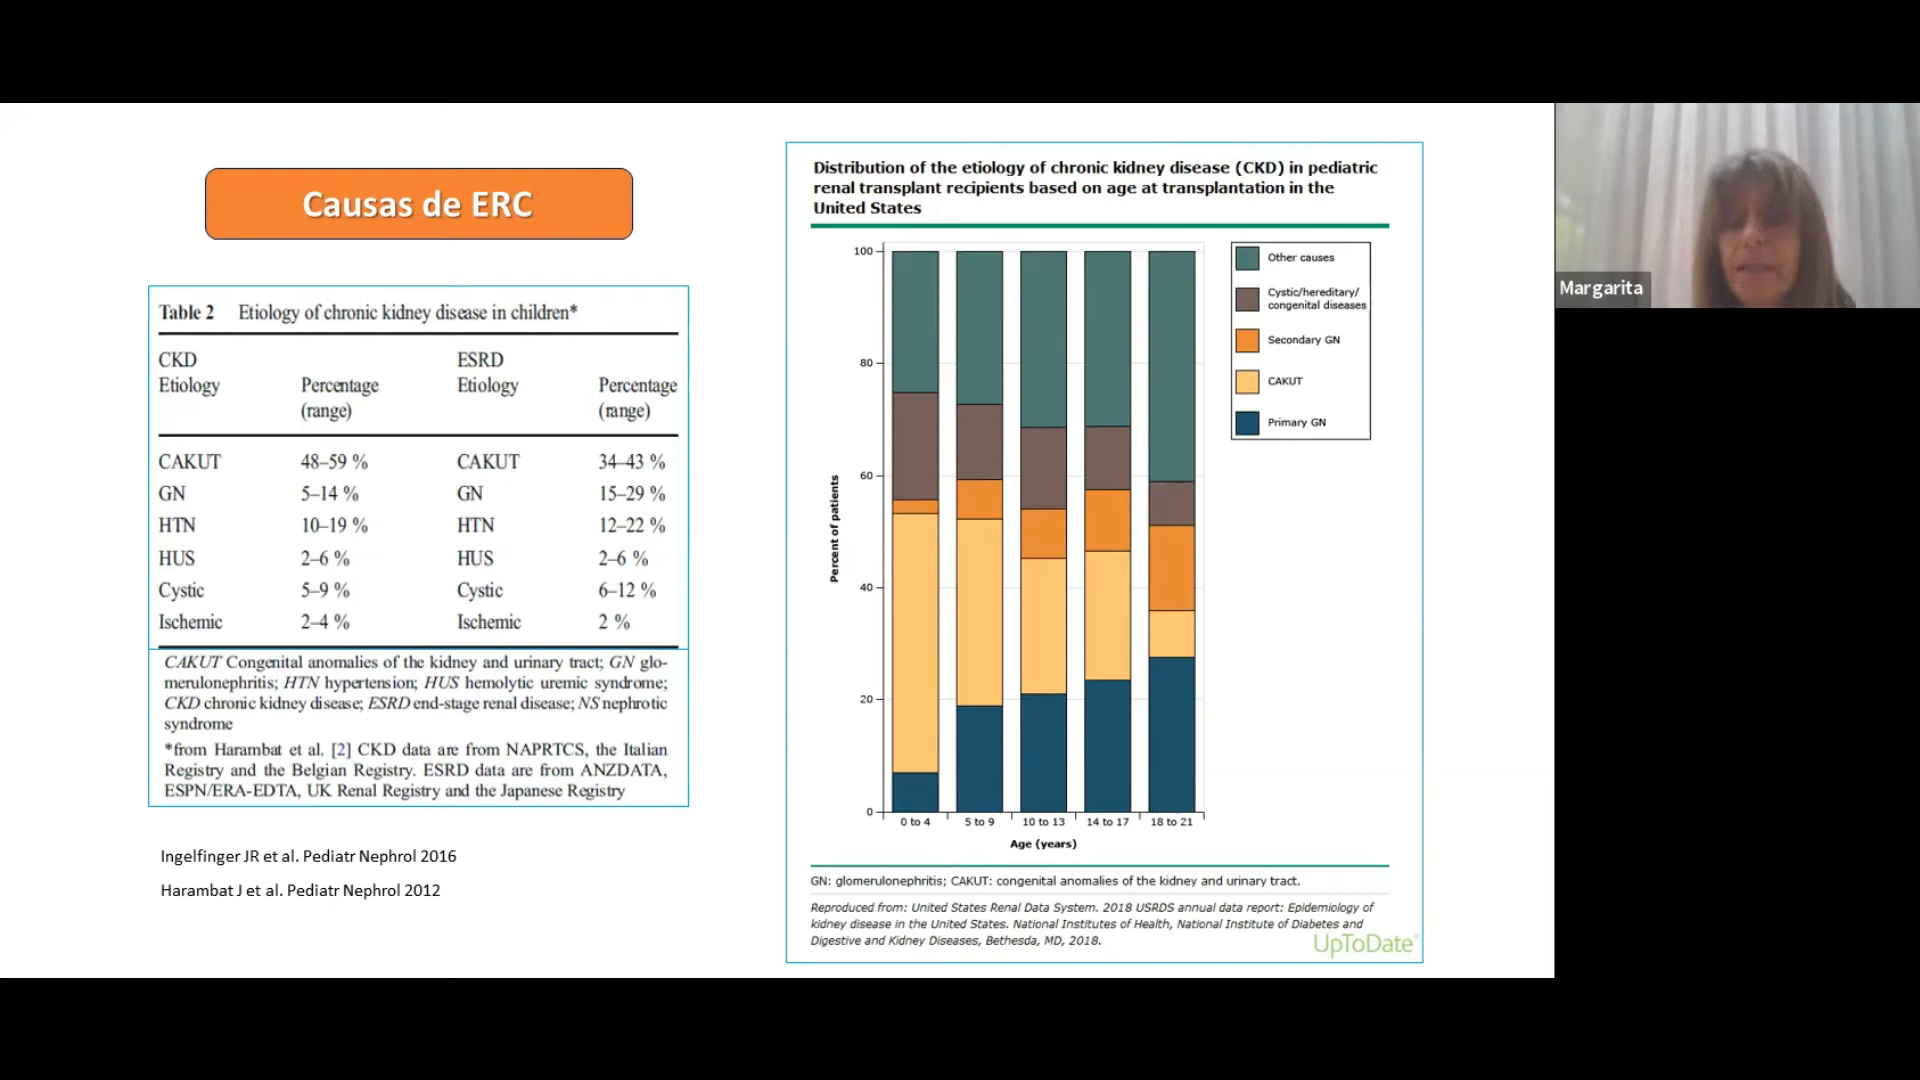 Causas de ERC
Table 2 Etiology of chronic kidney disease in children*
CKD ESRD
Etiology Percentage Etiology Percentage
(range) (range)
CAKUT 48–59 % CAKUT 34–43 %
GN 5–14 % GN 15–29 %
HTN 10–19 % HTN 12–22 %
HUS 2–6 % HUS 2–6 %
Cystic 5–9 % Cystic 6–12 %
Ischemic 2–4 % Ischemic 2 %
CAKUT Congenital anomalies of the kidney and urinary tract; GN glo-
merulonephritis; HTN hypertension; HUS hemolytic uremic syndrome;
CKD chronic kidney disease; ESRD end-stage renal disease; NS nephrotic
syndrome
*from Harambat et al. [2] CKD data are from NAPRTCS, the Italian
Registry and the Belgian Registry. ESRD data are from ANZDATA,
ESPN/ERA-EDTA, UK Renal Registry and the Japanese Registry
Ingelfinger JR et al. Pediatr Nephrol 2016
Harambat J et al. Pediatr Nephrol 2012
Distribution of the etiology of chronic kidney disease (CKD) in pediatric
renal transplant recipients based on age at transplantation in the
United States
100
80
60
40
20
0
Percent of patients
0 to 4 5 to 9 10 to 13 14 to 17 18 to 21
Age (years)
Other causes
Cystic/hereditary/
congenital diseases
Secondary GN
CAKUT
Primary GN
GN: glomerulonephritis; CAKUT: congenital anomalies of the kidney and urinary tract.
Reproduced from: United States Renal Data System. 2018 USRDS annual data report: Epidemiology of
kidney disease in the United States. National Institutes of Health, National Institute of Diabetes and
Digestive and Kidney Diseases, Bethesda, MD, 2018.
UpToDate®
Margarita